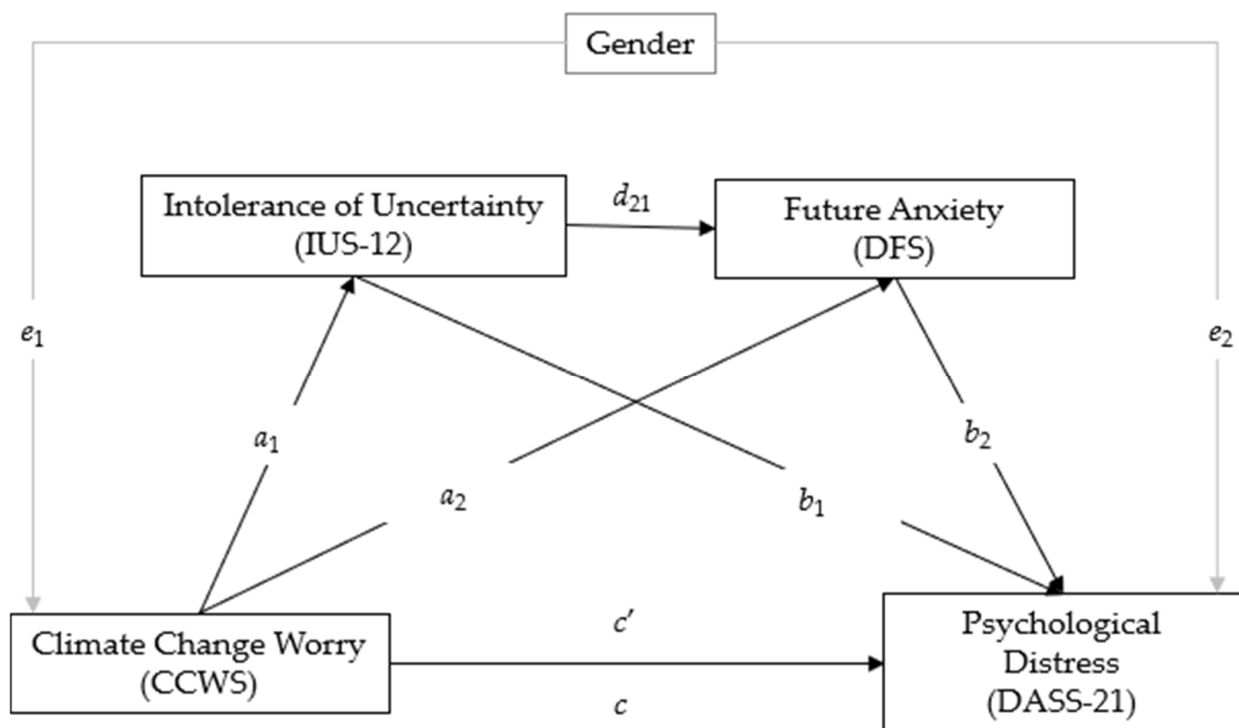 Gender
Intolerance of Uncertainty
(IUS-12)
d21
Future Anxiety
(DFS)
e1
e2
a1
b2
a2
b1
Climate Change Worry
(CCWS)
c′
c
Psychological
Distress
(DASS-21)